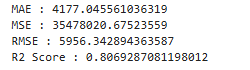 MAE : 4177.045561036319
MSE : 35478020.67523559
RMSE : 5956.342894363587
R2 Score : 0.8069287081198012